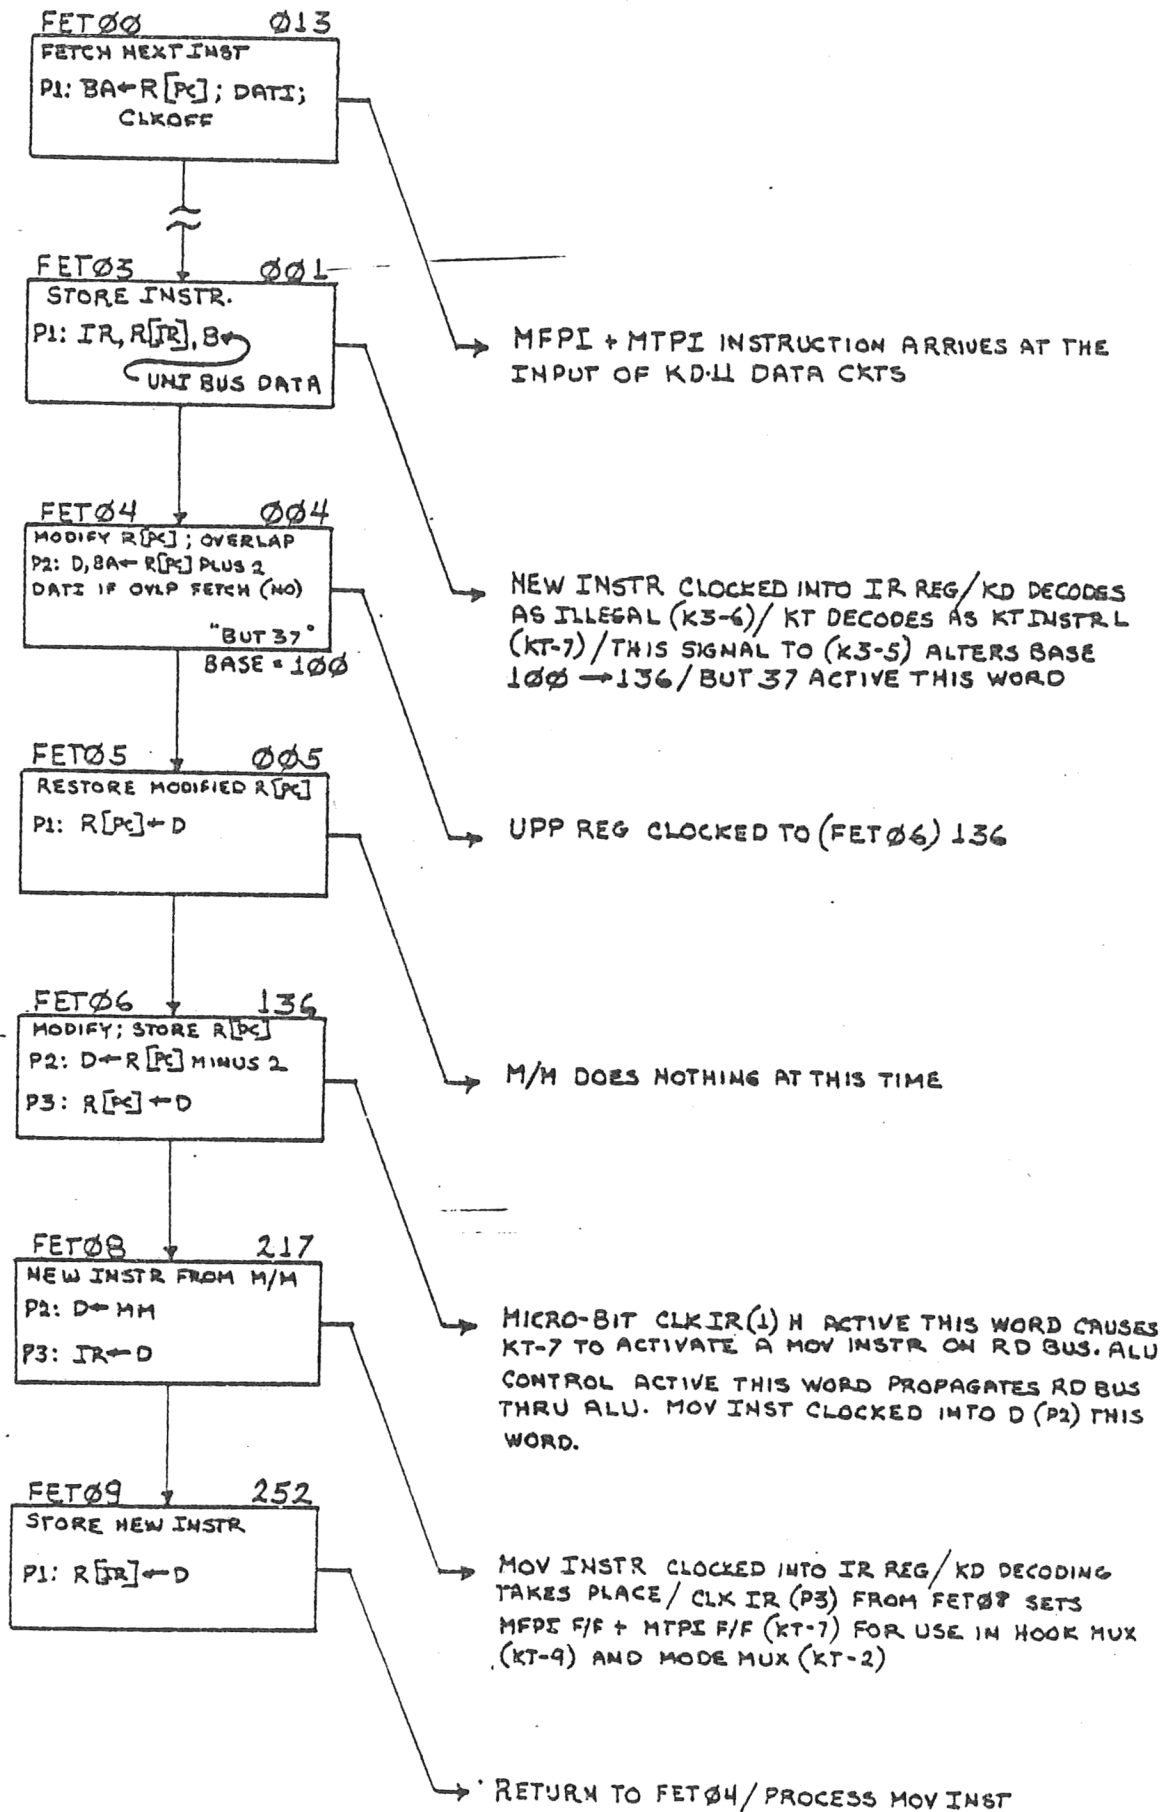 FETØØ Ø13
FETCH NEXT INST
P1: BA←R[PC]; DATI;
CLKOFF
FETØ3 ØØ1
STORE INSTR.
P1: IR, R[IR], B←
UNIBUS DATA
MFPI + MTPI INSTRUCTION ARRIVES AT THE
INPUT OF KD-11 DATA CKTS
FETØ4 ØØ4
MODIFY R[PC]; OVERLAP
P2: D, BA← R[PC] PLUS 2
DATI IF OVLP FETCH (NO)
"BUT 37"
BASE = 1ØØ
NEW INSTR CLOCKED INTO IR REG/KD DECODES
AS ILLEGAL (K3-6)/ KT DECODES AS KT INSTR L
(KT-7)/THIS SIGNAL TO (K3-5) ALTERS BASE
1ØØ → 136/BUT 37 ACTIVE THIS WORD
FETØ5 ØØ5
RESTORE MODIFIED R[PC]
P1: R[PC]←D
UPP REG CLOCKED TO (FETØ6) 136
FETØ6 136
MODIFY; STORE R[PC]
P2: D←R[PC] MINUS 2
P3: R[PC]←D
M/M DOES NOTHING AT THIS TIME
FETØ8 217
NEW INSTR FROM M/M
P2: D←MM
P3: IR←D
MICRO-BIT CLKIR(1) H ACTIVE THIS WORD CAUSES
KT-7 TO ACTIVATE A MOV INSTR ON RD BUS. ALU
CONTROL ACTIVE THIS WORD PROPAGATES RD BUS
THRU ALU. MOV INST CLOCKED INTO D (P2) THIS
WORD.
FETØ9 252
STORE NEW INSTR
P1: R[IR]←D
MOV INSTR CLOCKED INTO IR REG/KD DECODING
TAKES PLACE/ CLK IR (P3) FROM FETØ8 SETS
MFPI F/F + MTPI F/F (KT-7) FOR USE IN HOOK MUX
(KT-9) AND MODE MUX (KT-2)
RETURN TO FETØ4/PROCESS MOV INST